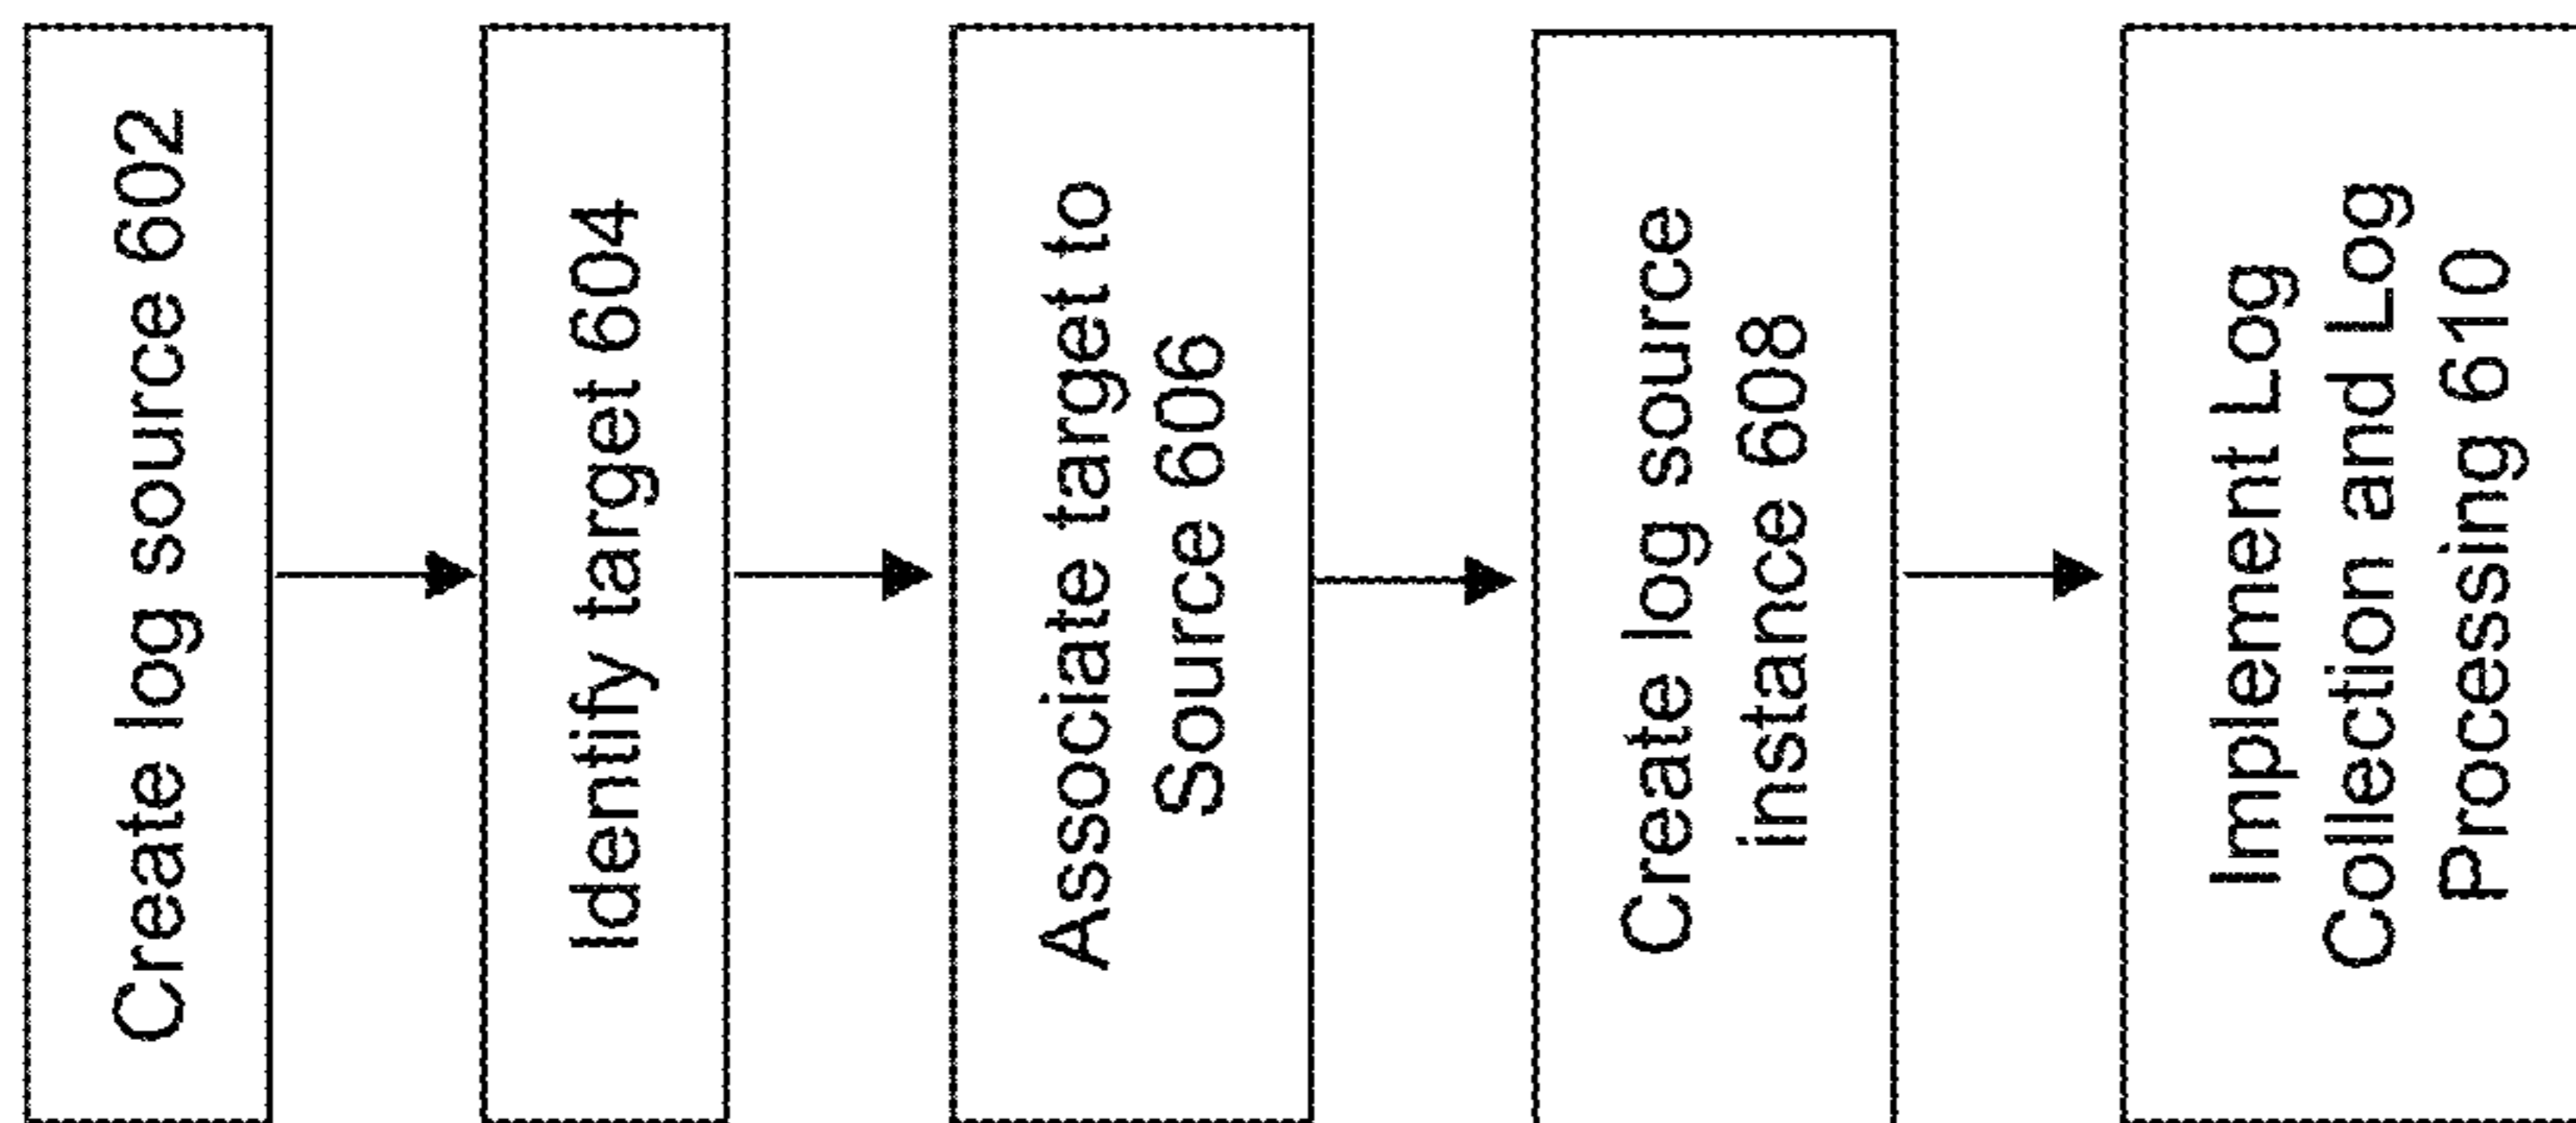 Create log source 602
Identify target 604
Associate target to
Source 606
Create log source
instance 608
Implement Log
Collection and Log
Processing 610